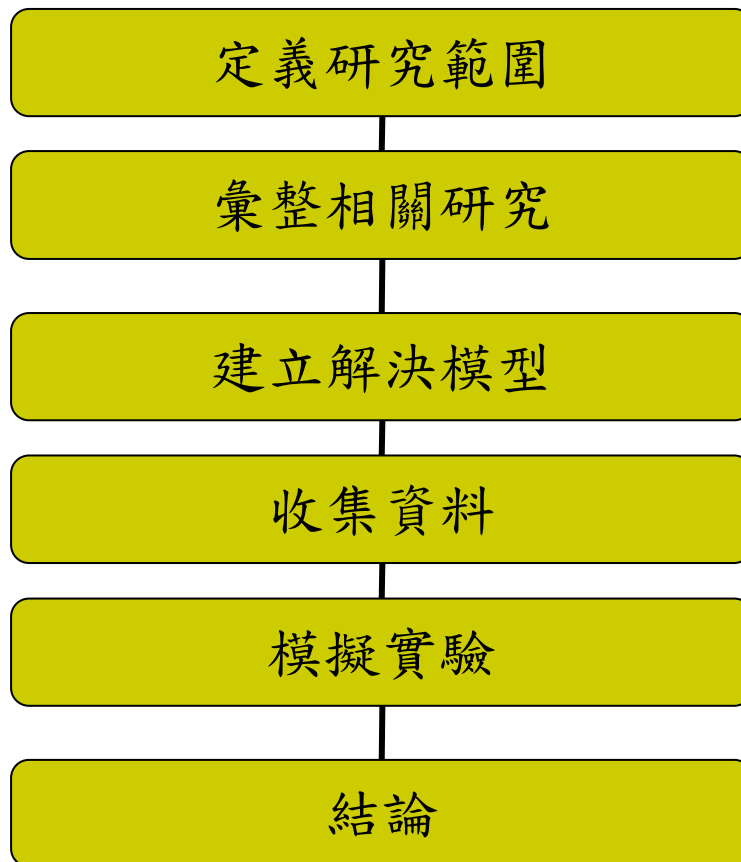 定義研究範圍
彙整相關研究
建立解決模型
收集資料
模擬實驗
結論